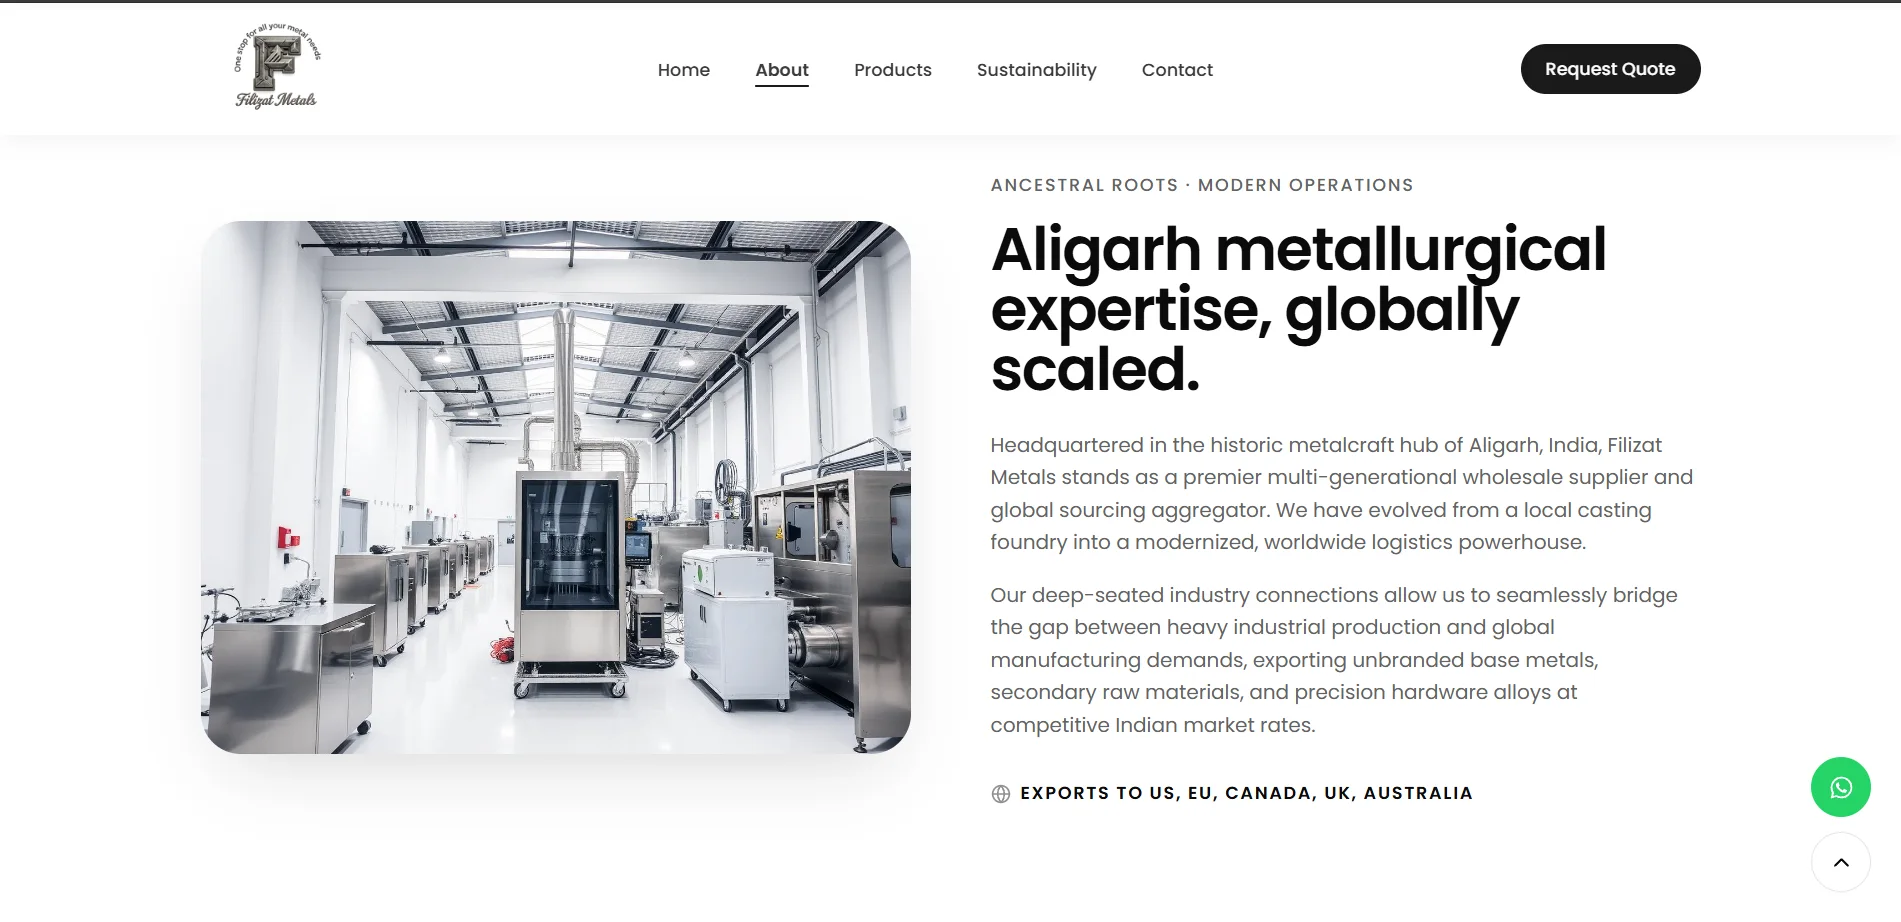 One stop for all your metal needs
Filizat Metals
Home
About
Products
Sustainability
Contact
Request Quote
ANCESTRAL ROOTS · MODERN OPERATIONS
Aligarh metallurgical
expertise, globally
scaled.
Headquartered in the historic metalcraft hub of Aligarh, India, Filizat
Metals stands as a premier multi-generational wholesale supplier and
global sourcing aggregator. We have evolved from a local casting
foundry into a modernized, worldwide logistics powerhouse.
Our deep-seated industry connections allow us to seamlessly bridge
the gap between heavy industrial production and global
manufacturing demands, exporting unbranded base metals,
secondary raw materials, and precision hardware alloys at
competitive Indian market rates.
EXPORTS TO US, EU, CANADA, UK, AUSTRALIA